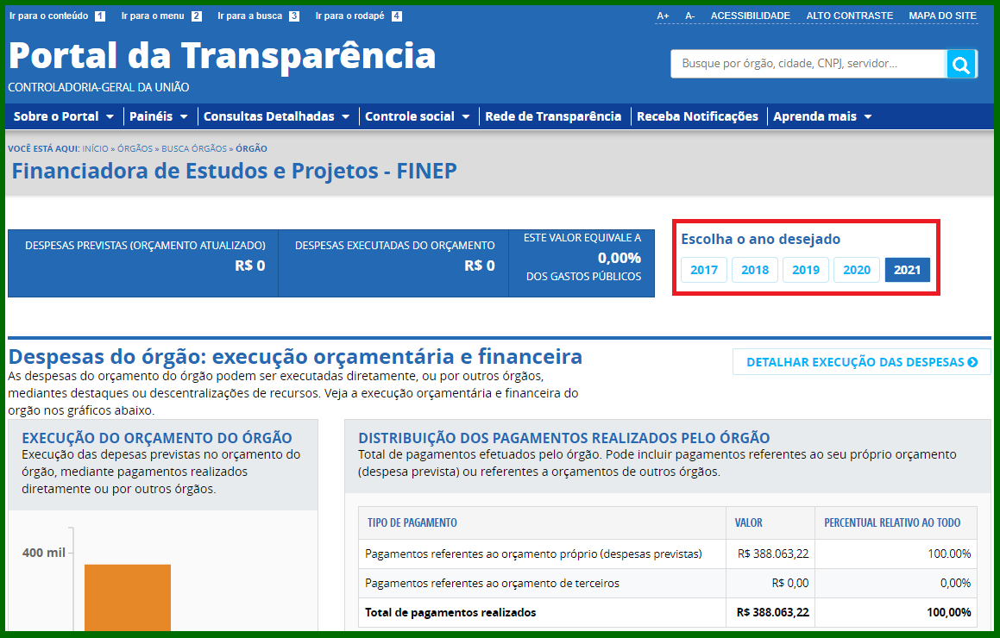 Ir para o conteúdo 1 Ir para o menu 2 Ir para a busca 3 Ir para o rodapé 4
A+ A- ACESSIBILIDADE ALTO CONTRASTE MAPA DO SITE
Portal da Transparência
CONTROLADORIA-GERAL DA UNIÃO
Busque por órgão, cidade, CNPJ, servidor...
Sobre o Portal Painéis Consultas Detalhadas Controle social Rede de Transparência Receba Notificações Aprenda mais
VOCÊ ESTÁ AQUI: INÍCIO » ÓRGÃOS » BUSCA ÓRGÃOS » ÓRGÃO
Financiadora de Estudos e Projetos - FINEP
DESPESAS PREVISTAS (ORÇAMENTO ATUALIZADO)
R$ 0
DESPESAS EXECUTADAS DO ORÇAMENTO
R$ 0
ESTE VALOR EQUIVALE A
0,00%
DOS GASTOS PÚBLICOS
Escolha o ano desejado
2017 2018 2019 2020 2021
Despesas do órgão: execução orçamentária e financeira
As despesas do orçamento do órgão podem ser executadas diretamente, ou por outros órgãos,
mediantes destaques ou descentralizações de recursos. Veja a execução orçamentária e financeira do
orgão nos gráficos abaixo.
DETALHAR EXECUÇÃO DAS DESPESAS
EXECUÇÃO DO ORÇAMENTO DO ÓRGÃO
Execução das depesas previstas no orçamento do
órgão, mediante pagamentos realizados
diretamente ou por outros órgãos.
400 mil
DISTRIBUIÇÃO DOS PAGAMENTOS REALIZADOS PELO ÓRGÃO
Total de pagamentos efetuados pelo órgão. Pode incluir pagamentos referentes ao seu próprio orçamento
(despesa prevista) ou referentes a orçamentos de outros órgãos.
TIPO DE PAGAMENTO VALOR PERCENTUAL RELATIVO AO TODO
Pagamentos referentes ao orçamento próprio (despesas previstas) R$ 388.063,22 100.00%
Pagamentos referentes ao orçamento de terceiros R$ 0,00 0,00%
Total de pagamentos realizados R$ 388.063,22 100,00%